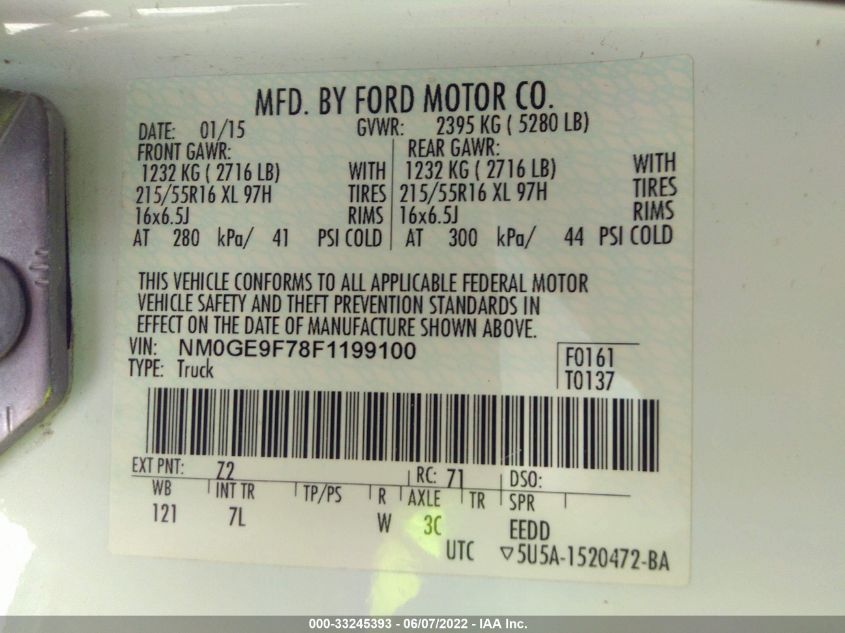 MFD. BY FORD MOTOR CO.
DATE: 01/15 GVWR: 2395 KG ( 5280 LB)
FRONT GAWR: REAR GAWR:
1232 KG ( 2716 LB) WITH 1232 KG ( 2716 LB) WITH
215/55R16 XL 97H TIRES 215/55R16 XL 97H TIRES
16x6.5J RIMS 16x6.5J RIMS
AT 280 kPa/ 41 PSI COLD AT 300 kPa/ 44 PSI COLD
THIS VEHICLE CONFORMS TO ALL APPLICABLE FEDERAL MOTOR
VEHICLE SAFETY AND THEFT PREVENTION STANDARDS IN
EFFECT ON THE DATE OF MANUFACTURE SHOWN ABOVE.
VIN: NM0GE9F78F1199100 F0161
TYPE: Truck T0137
EXT PNT: Z2 RC: 71 DSO:
WB INT TR TP/PS R AXLE TR SPR
121 7L W 3C EEDD
UTC ▽5U5A-1520472-BA
000-33245393 - 06/07/2022 - IAA Inc.